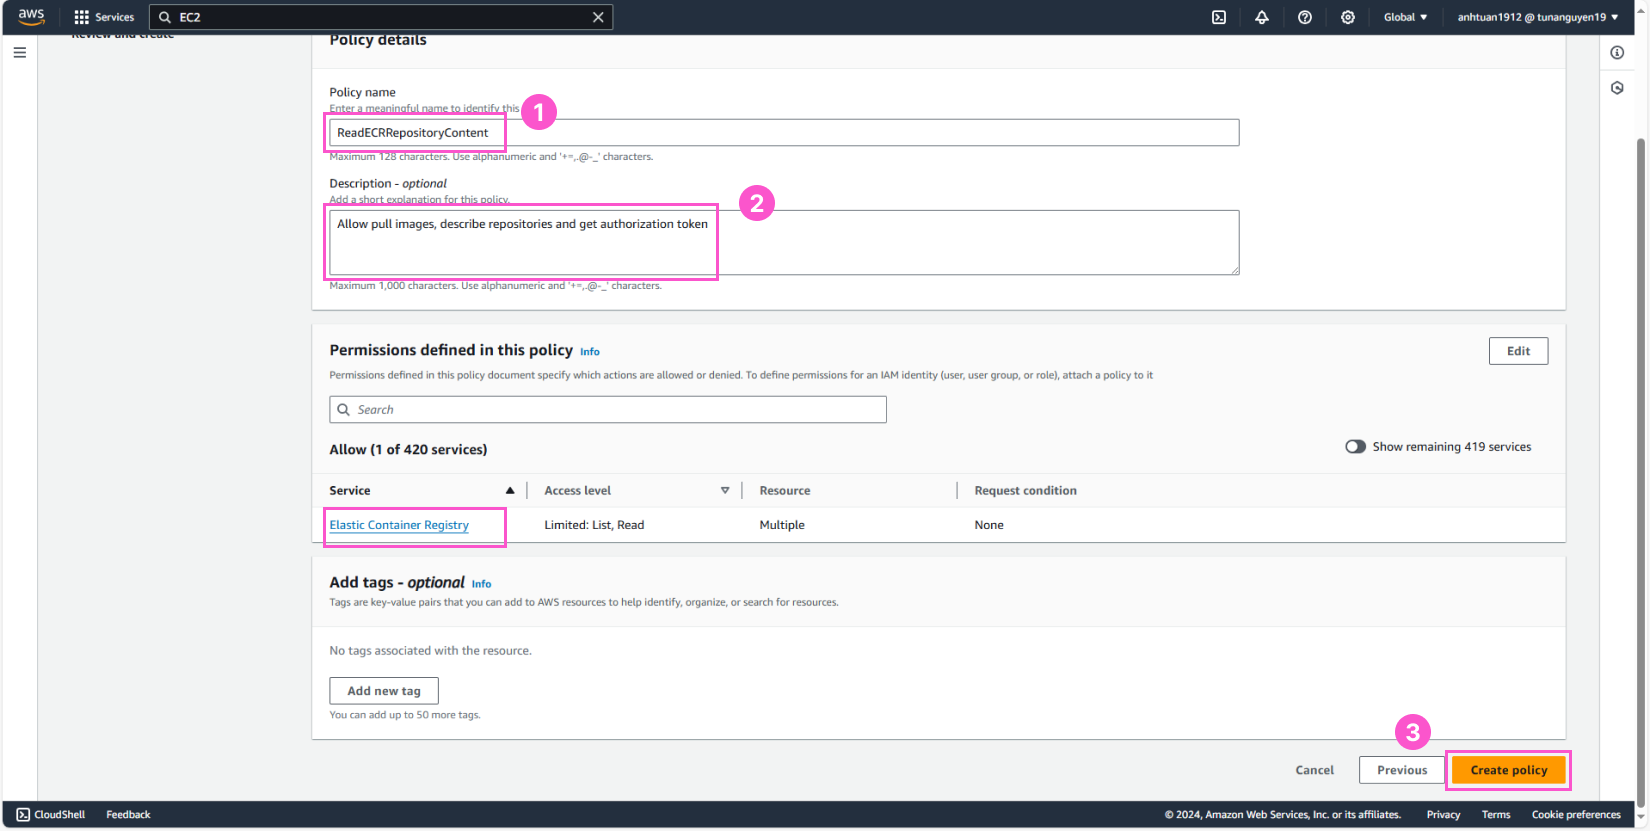 aws Services EC2 Global anhtuan1912 @ tunanguyen19
Review and create
Policy details
Policy name
Enter a meaningful name to identify this
1
ReadECRRepositoryContent
Maximum 128 characters. Use alphanumeric and '+=,.@-_' characters.
Description - optional
Add a short explanation for this policy.
2
Allow pull images, describe repositories and get authorization token
Maximum 1,000 characters. Use alphanumeric and '+=,.@-_' characters.
Permissions defined in this policy Info
Edit
Permissions defined in this policy document specify which actions are allowed or denied. To define permissions for an IAM identity (user, user group, or role), attach a policy to it
Search
Allow (1 of 420 services)
Show remaining 419 services
Service Access level Resource Request condition
Elastic Container Registry Limited: List, Read Multiple None
Add tags - optional Info
Tags are key-value pairs that you can add to AWS resources to help identify, organize, or search for resources.
No tags associated with the resource.
Add new tag
You can add up to 50 more tags.
3
Cancel Previous Create policy
CloudShell Feedback © 2024, Amazon Web Services, Inc. or its affiliates. Privacy Terms Cookie preferences